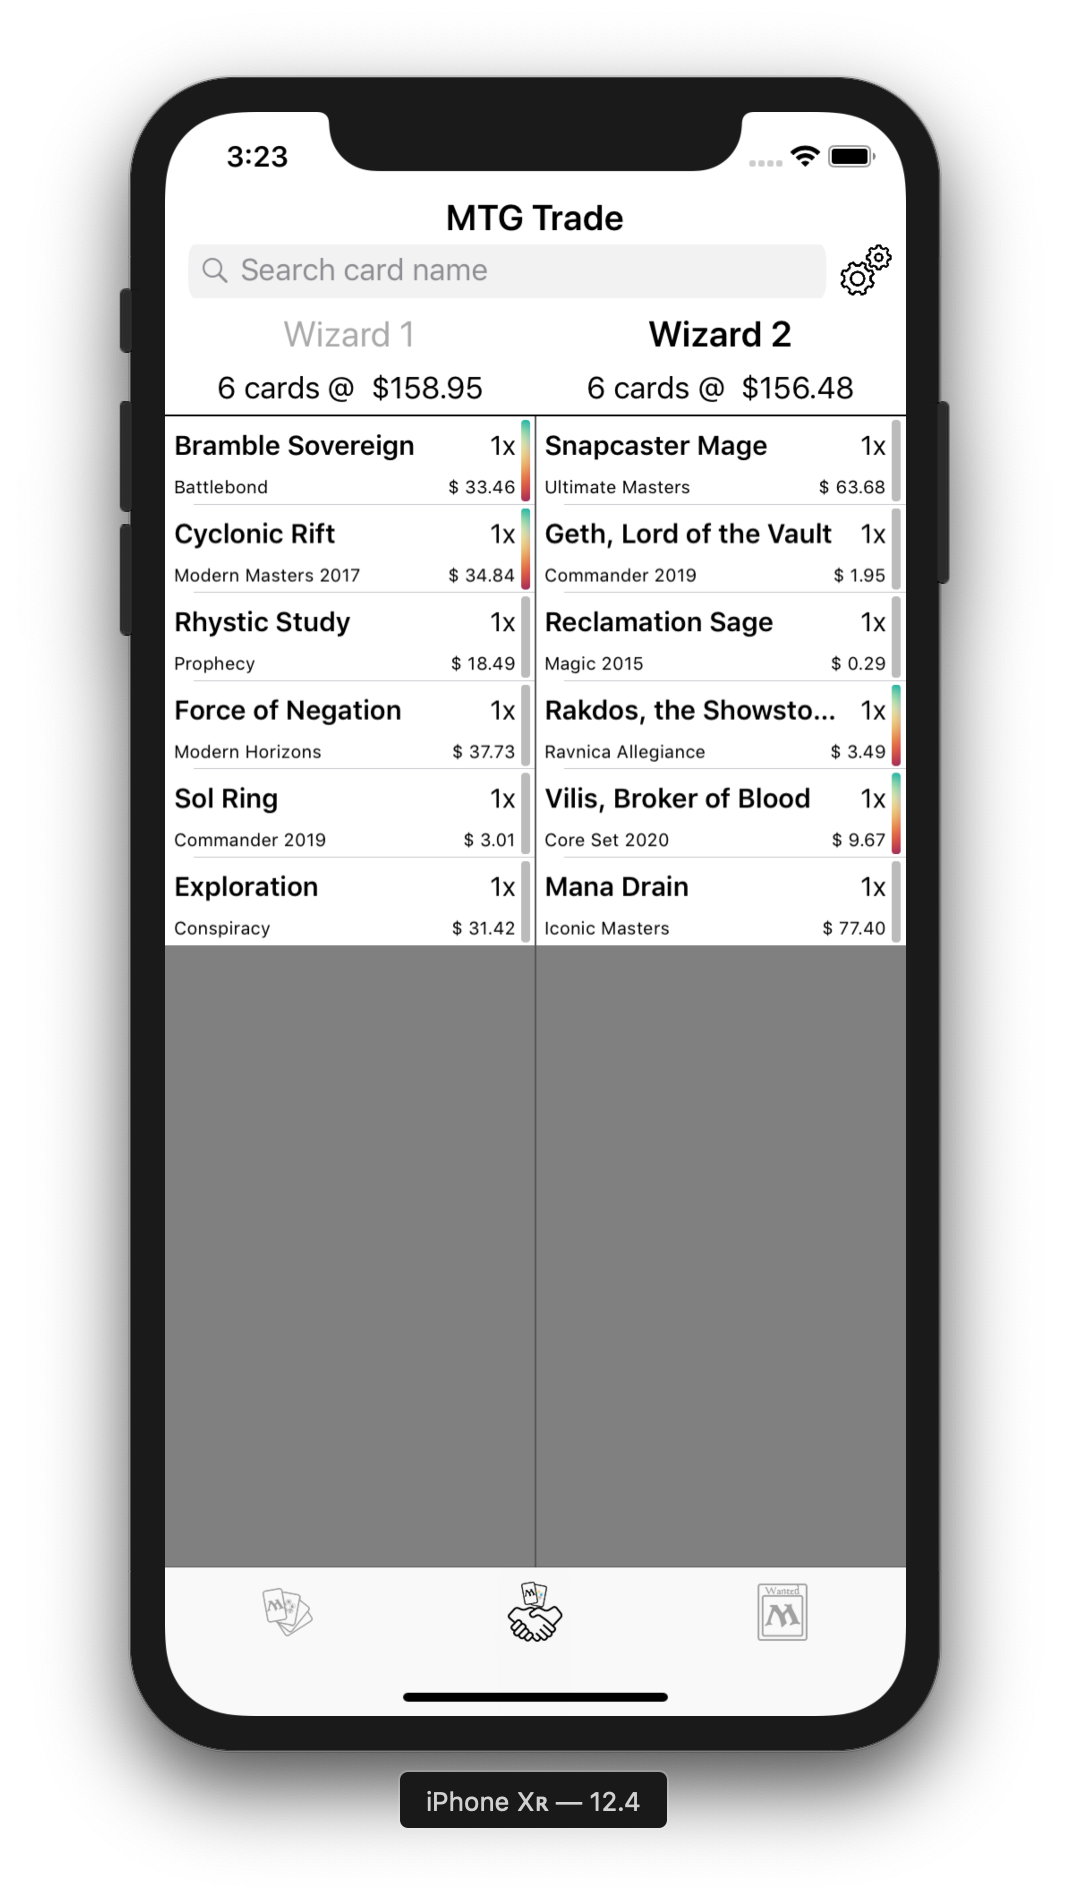 3:23
MTG Trade
Search card name
Wizard 1 Wizard 2
6 cards @ $158.95 6 cards @ $156.48
Bramble Sovereign 1x Snapcaster Mage 1x
Battlebond $ 33.46 Ultimate Masters $ 63.68
Cyclonic Rift 1x Geth, Lord of the Vault 1x
Modern Masters 2017 $ 34.84 Commander 2019 $ 1.95
Rhystic Study 1x Reclamation Sage 1x
Prophecy $ 18.49 Magic 2015 $ 0.29
Force of Negation 1x Rakdos, the Showsto... 1x
Modern Horizons $ 37.73 Ravnica Allegiance $ 3.49
Sol Ring 1x Vilis, Broker of Blood 1x
Commander 2019 $ 3.01 Core Set 2020 $ 9.67
Exploration 1x Mana Drain 1x
Conspiracy $ 31.42 Iconic Masters $ 77.40
M M Wanted
M
iPhone Xʀ — 12.4